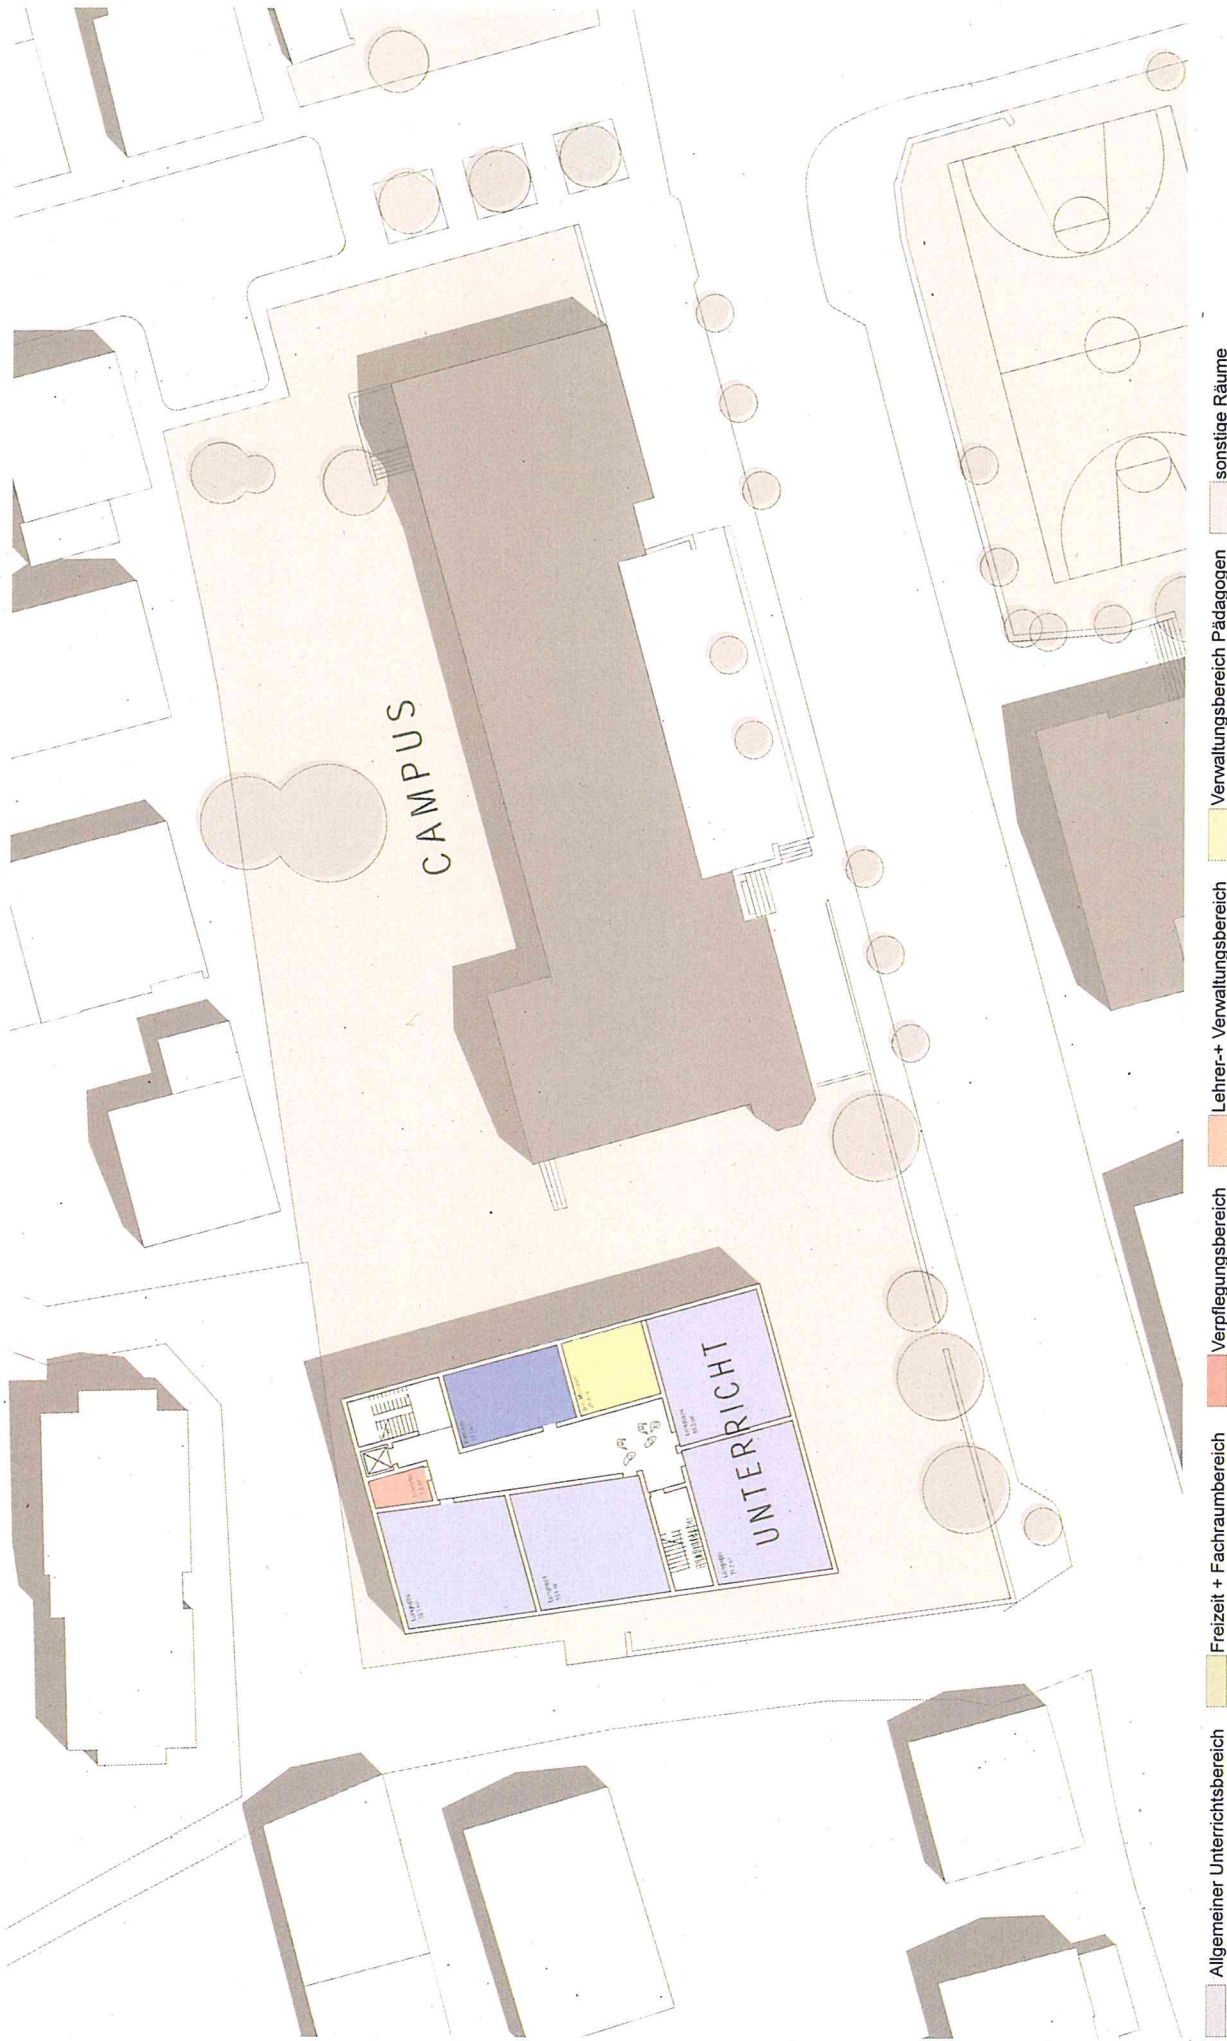 CAMPUS
UNTERRICHT
Allgemeiner Unterrichtsbereich
Freizeit + Fachraumbereich
Verpflegungsbereich
Lehrer-+ Verwaltungsbereich
Verwaltungsbereich Pädagogen
sonstige Räume